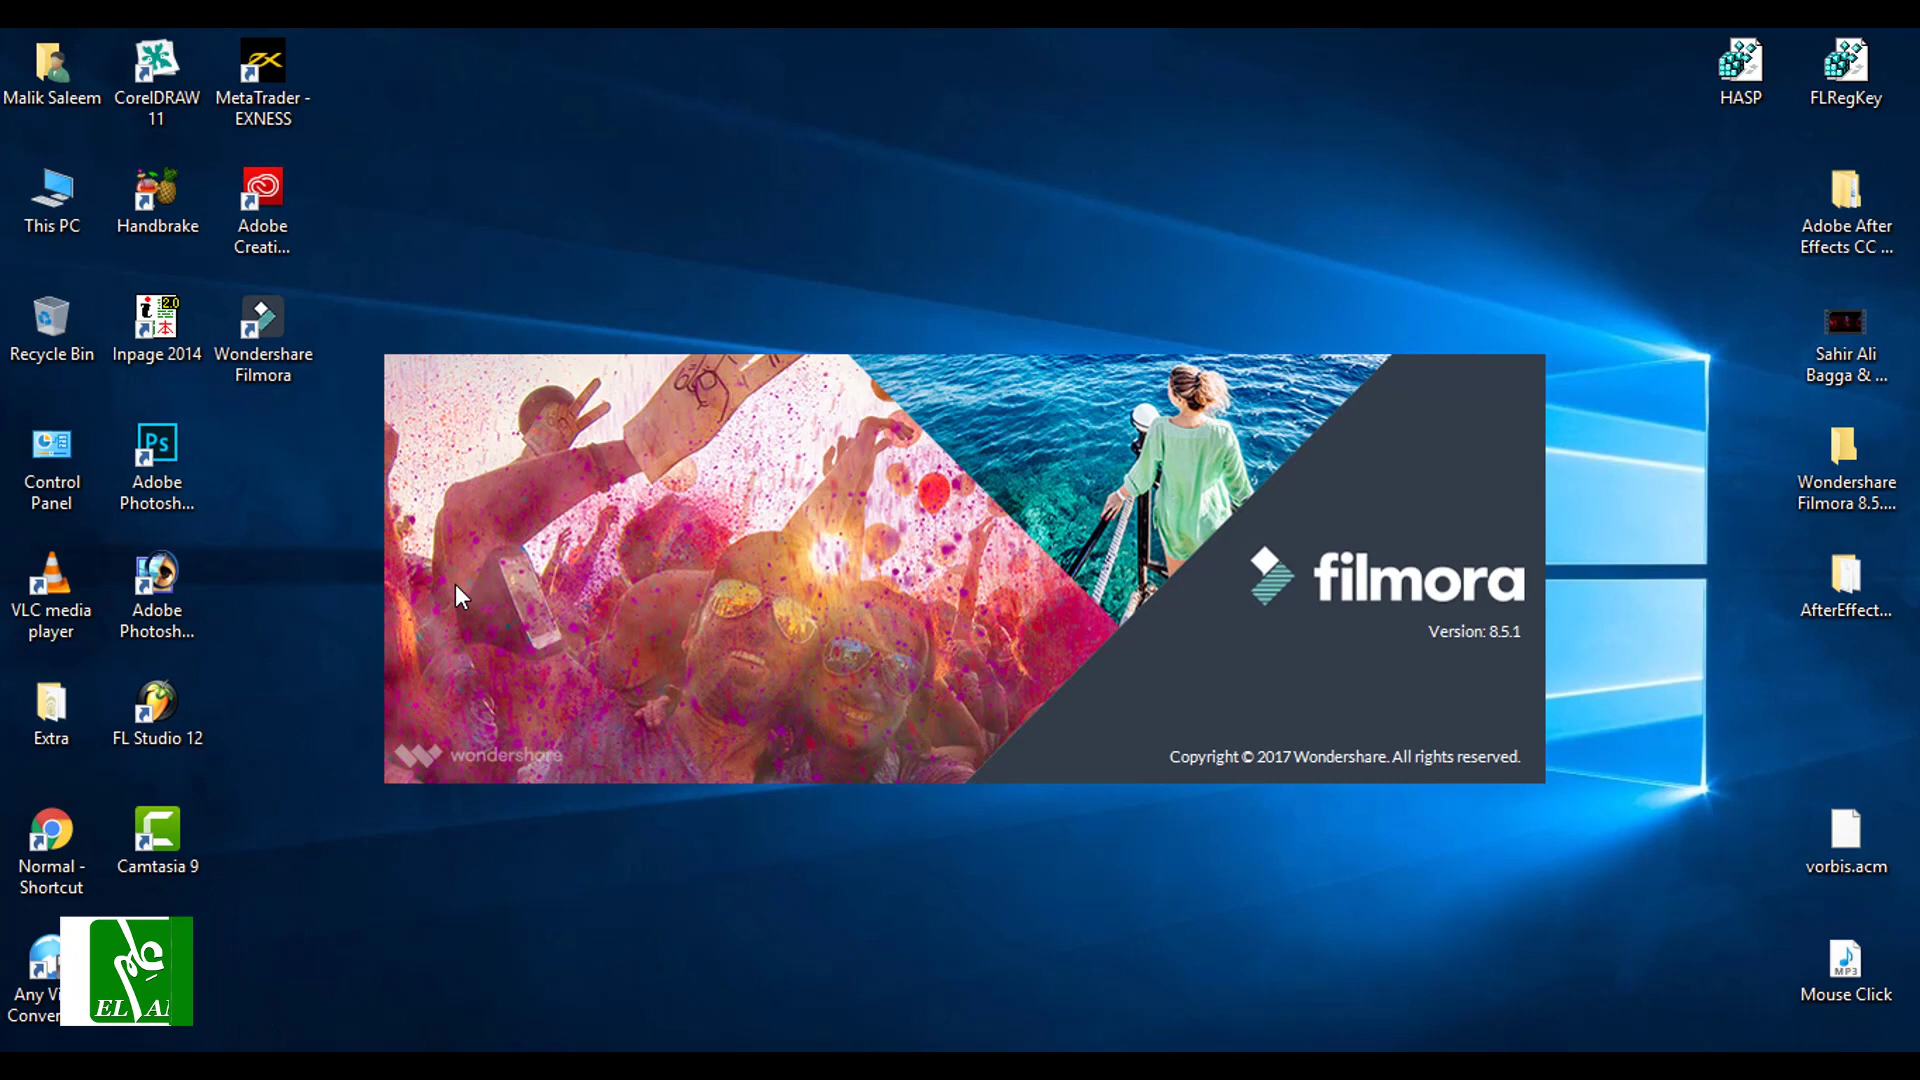 Malik Saleem
CorelDRAW
11
MetaTrader -
EXNESS
HASP
FLRegKey
This PC
Handbrake
Adobe
Creati...
Adobe After
Effects CC ...
Recycle Bin
Inpage 2014
Wondershare
Filmora
Sahir Ali
Bagga & ...
Control
Panel
Ps
Adobe
Photosh...
Wondershare
Filmora 8.5....
VLC media
player
Adobe
Photosh...
AfterEffect...
filmora
Version: 8.5.1
Extra
FL Studio 12
wondershare
Copyright © 2017 Wondershare. All rights reserved.
Normal -
Shortcut
Camtasia 9
vorbis.acm
Any Vi
Conver
EL
MP3
Mouse Click